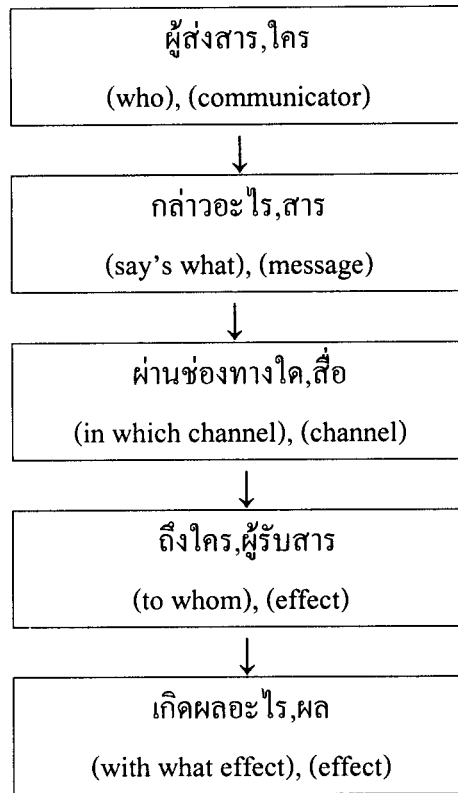 ผู้ส่งสาร,ใคร
(who), (communicator)
กล่าวอะไร,สาร
(say's what), (message)
ผ่านช่องทางใด,สื่อ
(in which channel), (channel)
ถึงใคร,ผู้รับสาร
(to whom), (effect)
เกิดผลอะไร,ผล
(with what effect), (effect)